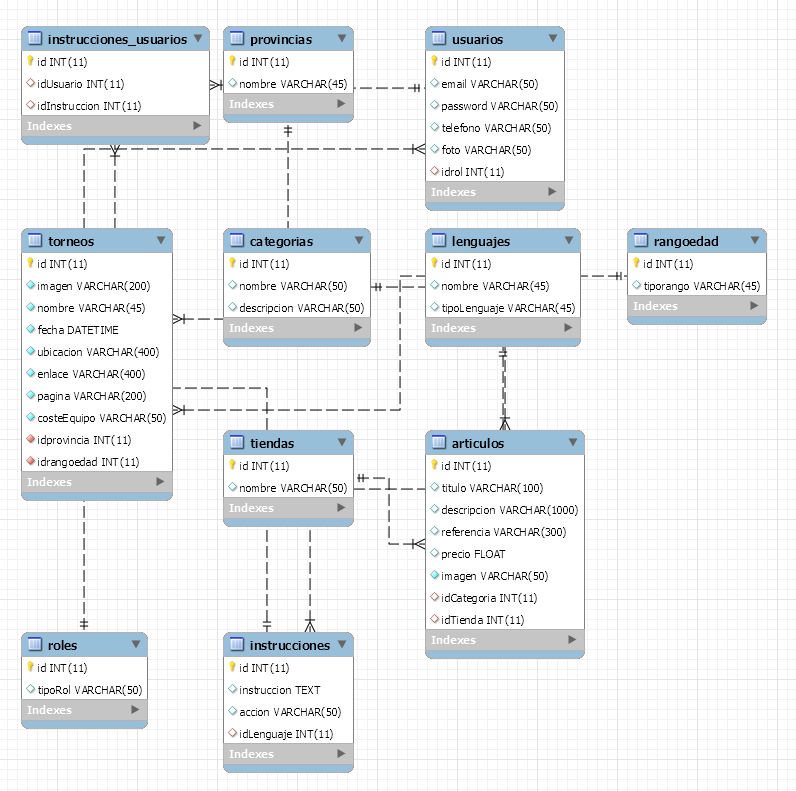 instrucciones_usuarios
id INT(11)
idUsuario INT(11)
idInstruccion INT(11)
Indexes
provincias
id INT(11)
nombre VARCHAR(45)
Indexes
usuarios
id INT(11)
email VARCHAR(50)
password VARCHAR(50)
telefono VARCHAR(50)
foto VARCHAR(50)
idrol INT(11)
Indexes
torneos
id INT(11)
imagen VARCHAR(200)
nombre VARCHAR(45)
fecha DATETIME
ubicacion VARCHAR(400)
enlace VARCHAR(400)
pagina VARCHAR(200)
costeEquipo VARCHAR(50)
idprovincia INT(11)
idrangoedad INT(11)
Indexes
categorias
id INT(11)
nombre VARCHAR(50)
descripcion VARCHAR(50)
Indexes
lenguajes
id INT(11)
nombre VARCHAR(45)
tipoLenguaje VARCHAR(45)
Indexes
rangoedad
id INT(11)
tiporango VARCHAR(45)
Indexes
tiendas
id INT(11)
nombre VARCHAR(50)
Indexes
articulos
id INT(11)
titulo VARCHAR(100)
descripcion VARCHAR(1000)
referencia VARCHAR(300)
precio FLOAT
imagen VARCHAR(50)
idCategoria INT(11)
idTienda INT(11)
Indexes
roles
id INT(11)
tipoRol VARCHAR(50)
Indexes
instrucciones
id INT(11)
instruccion TEXT
accion VARCHAR(50)
idLenguaje INT(11)
Indexes